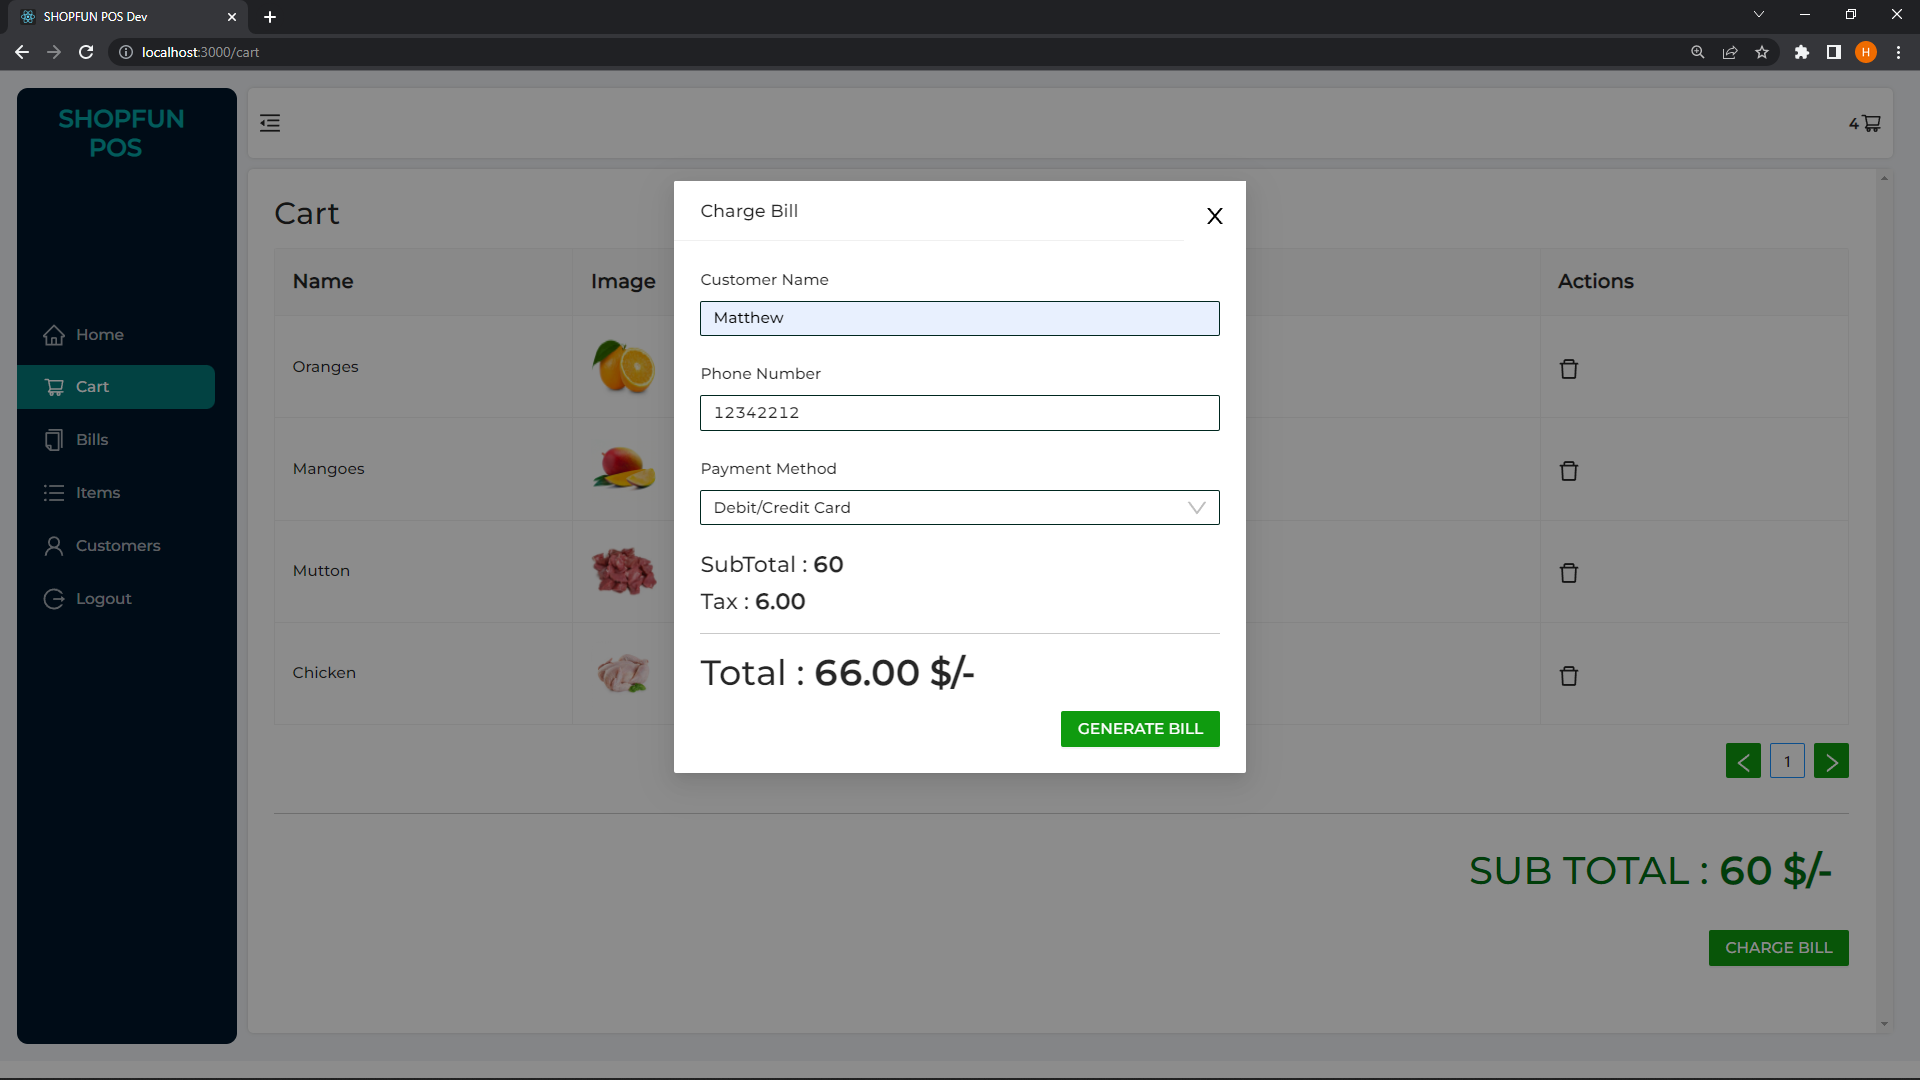 SHOPFUN POS Dev
localhost:3000/cart
H
SHOPFUN
POS
4
Home
Cart
Bills
Items
Customers
Logout
Cart
Name
Image
Actions
Oranges
Mangoes
Mutton
Chicken
Charge Bill
X
Customer Name
Matthew
Phone Number
12342212
Payment Method
Debit/Credit Card
SubTotal : 60
Tax : 6.00
Total : 66.00 $/-
GENERATE BILL
1
SUB TOTAL : 60 $/-
CHARGE BILL